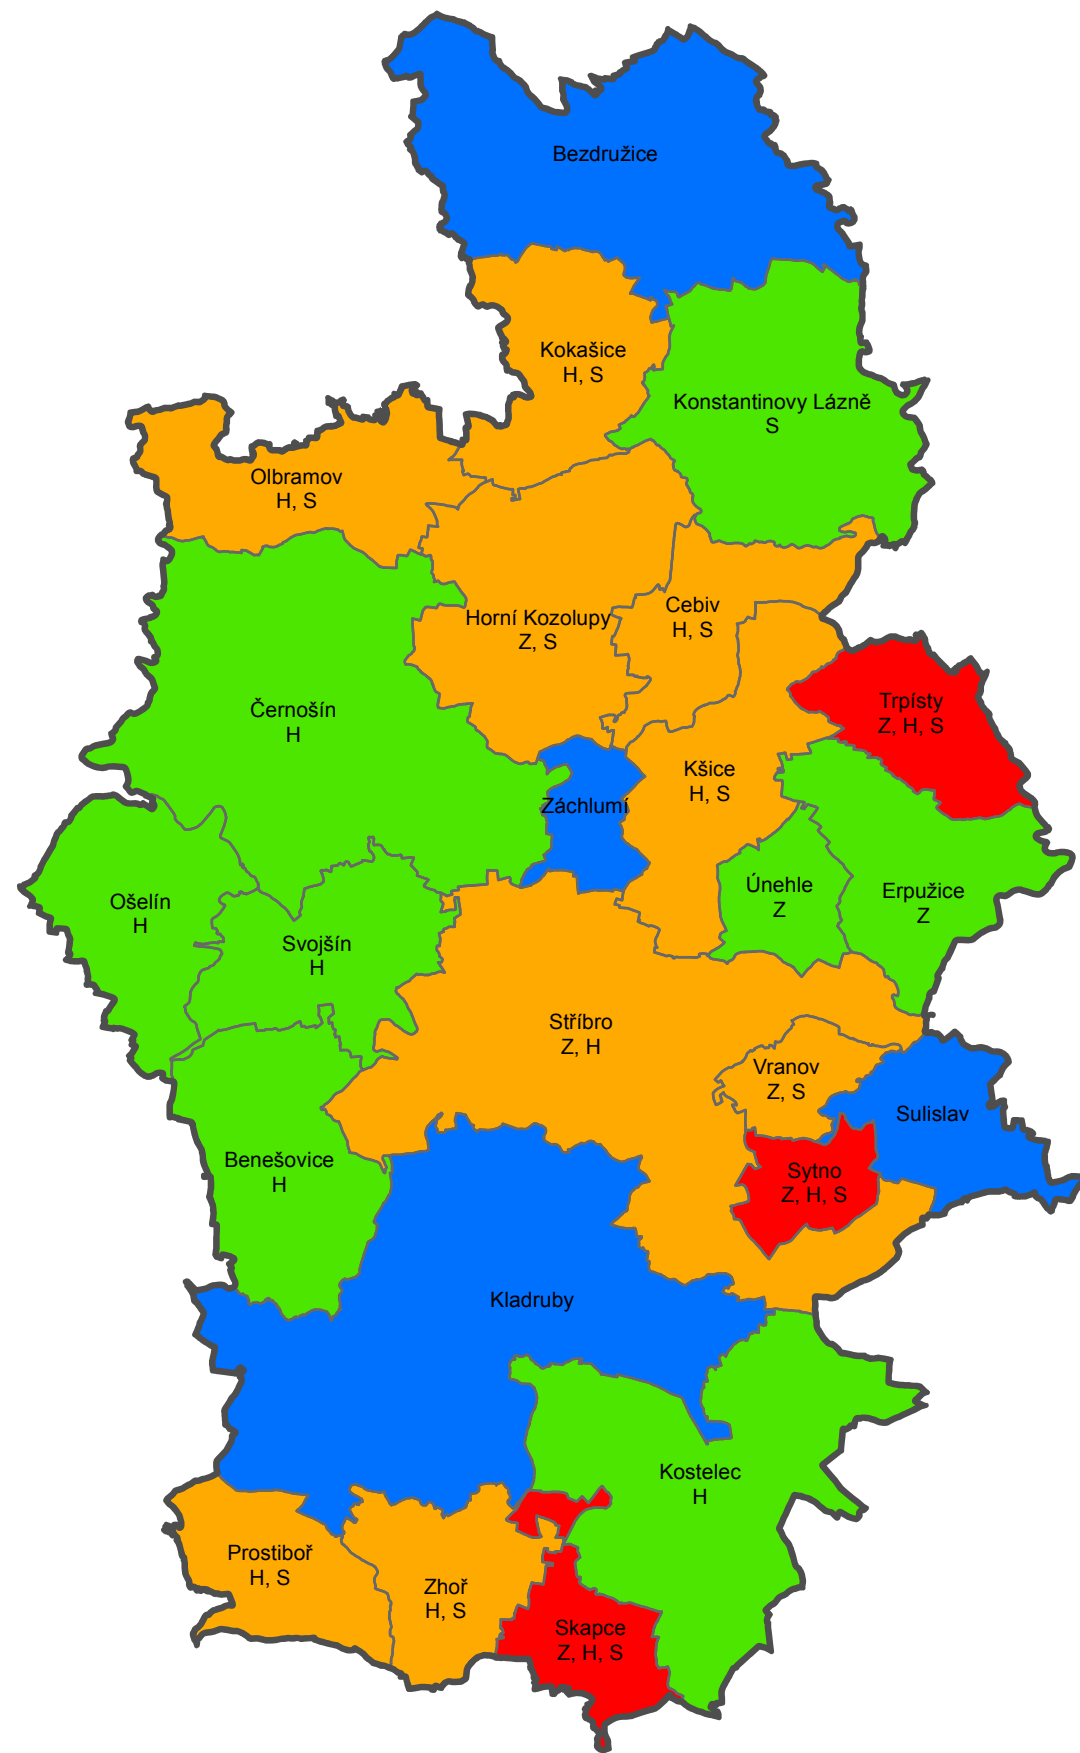 Bezdružice
Kokašice
H, S
Konstantinovy Lázně
S
Olbramov
H, S
Horní Kozolupy
Z, S
Cebiv
H, S
Černošín
H
Trpísty
Z, H, S
Kšice
H, S
Záchlumí
Únehle
Z
Erpužice
Z
Ošelín
H
Svojšín
H
Stříbro
Z, H
Vranov
Z, S
Sulislav
Benešovice
H
Sytno
Z, H, S
Kladruby
Kostelec
H
Prostiboř
H, S
Zhoř
H, S
Skapce
Z, H, S